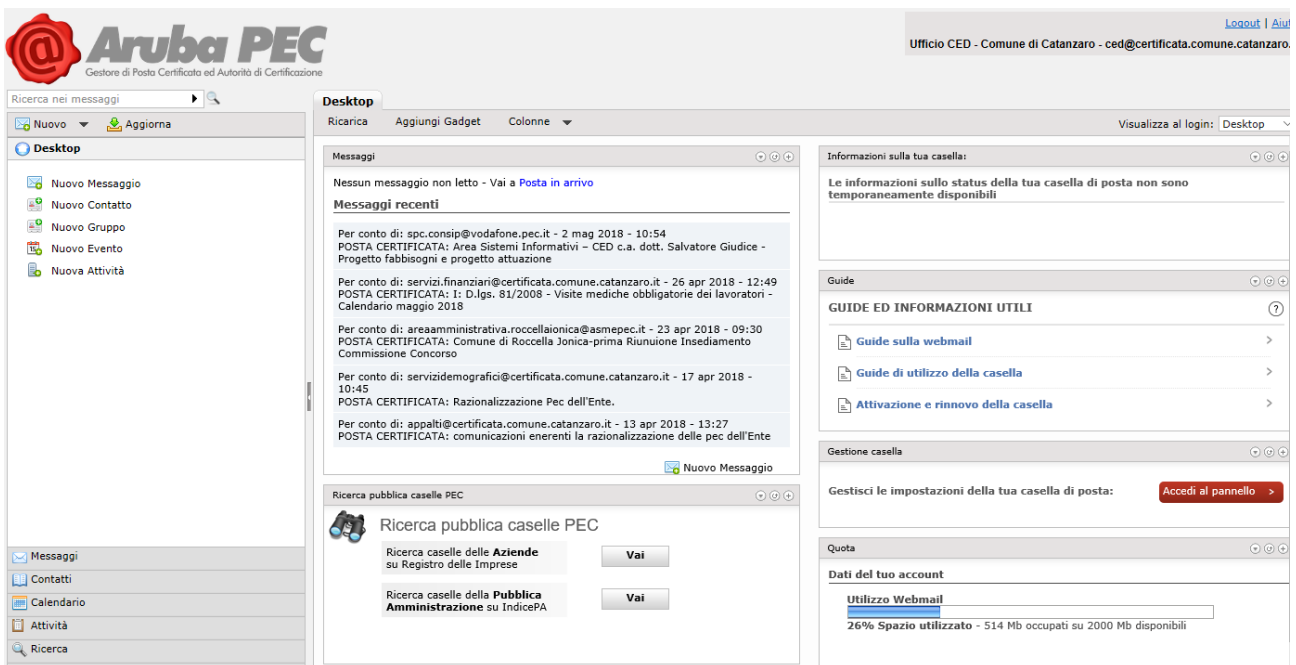 Aruba PEC
Gestore di Posta Certificata ed Autorità di Certificazione
Logout | Aiut
Ufficio CED - Comune di Catanzaro - ced@certificata.comune.catanzaro.
Ricerca nei messaggi
Nuovo
Aggiorna
Desktop
Nuovo Messaggio
Nuovo Contatto
Nuovo Gruppo
Nuovo Evento
Nuova Attività
Messaggi
Contatti
Calendario
Attività
Ricerca
Desktop
Ricarica Aggiungi Gadget Colonne
Visualizza al login: Desktop
Messaggi
Nessun messaggio non letto - Vai a Posta in arrivo
Messaggi recenti
Per conto di: spc.consip@vodafone.pec.it - 2 mag 2018 - 10:54
POSTA CERTIFICATA: Area Sistemi Informativi – CED c.a. dott. Salvatore Giudice -
Progetto fabbisogni e progetto attuazione
Per conto di: servizi.finanziari@certificata.comune.catanzaro.it - 26 apr 2018 - 12:49
POSTA CERTIFICATA: I: D.lgs. 81/2008 - Visite mediche obbligatorie dei lavoratori -
Calendario maggio 2018
Per conto di: areaamministrativa.roccellaionica@asmepec.it - 23 apr 2018 - 09:30
POSTA CERTIFICATA: Comune di Roccella Jonica-prima Riunuione Insediamento
Commissione Concorso
Per conto di: servizidemografici@certificata.comune.catanzaro.it - 17 apr 2018 -
10:45
POSTA CERTIFICATA: Razionalizzazione Pec dell'Ente.
Per conto di: appalti@certificata.comune.catanzaro.it - 13 apr 2018 - 13:27
POSTA CERTIFICATA: comunicazioni enerenti la razionalizzazione delle pec dell'Ente
Nuovo Messaggio
Ricerca pubblica caselle PEC
Ricerca pubblica caselle PEC
Ricerca caselle delle Aziende
su Registro delle Imprese
Vai
Ricerca caselle della Pubblica
Amministrazione su IndicePA
Vai
Informazioni sulla tua casella:
Le informazioni sullo status della tua casella di posta non sono
temporaneamente disponibili
Guide
GUIDE ED INFORMAZIONI UTILI
Guide sulla webmail
Guide di utilizzo della casella
Attivazione e rinnovo della casella
Gestione casella
Gestisci le impostazioni della tua casella di posta: Accedi al pannello >
Quota
Dati del tuo account
Utilizzo Webmail
26% Spazio utilizzato - 514 Mb occupati su 2000 Mb disponibili